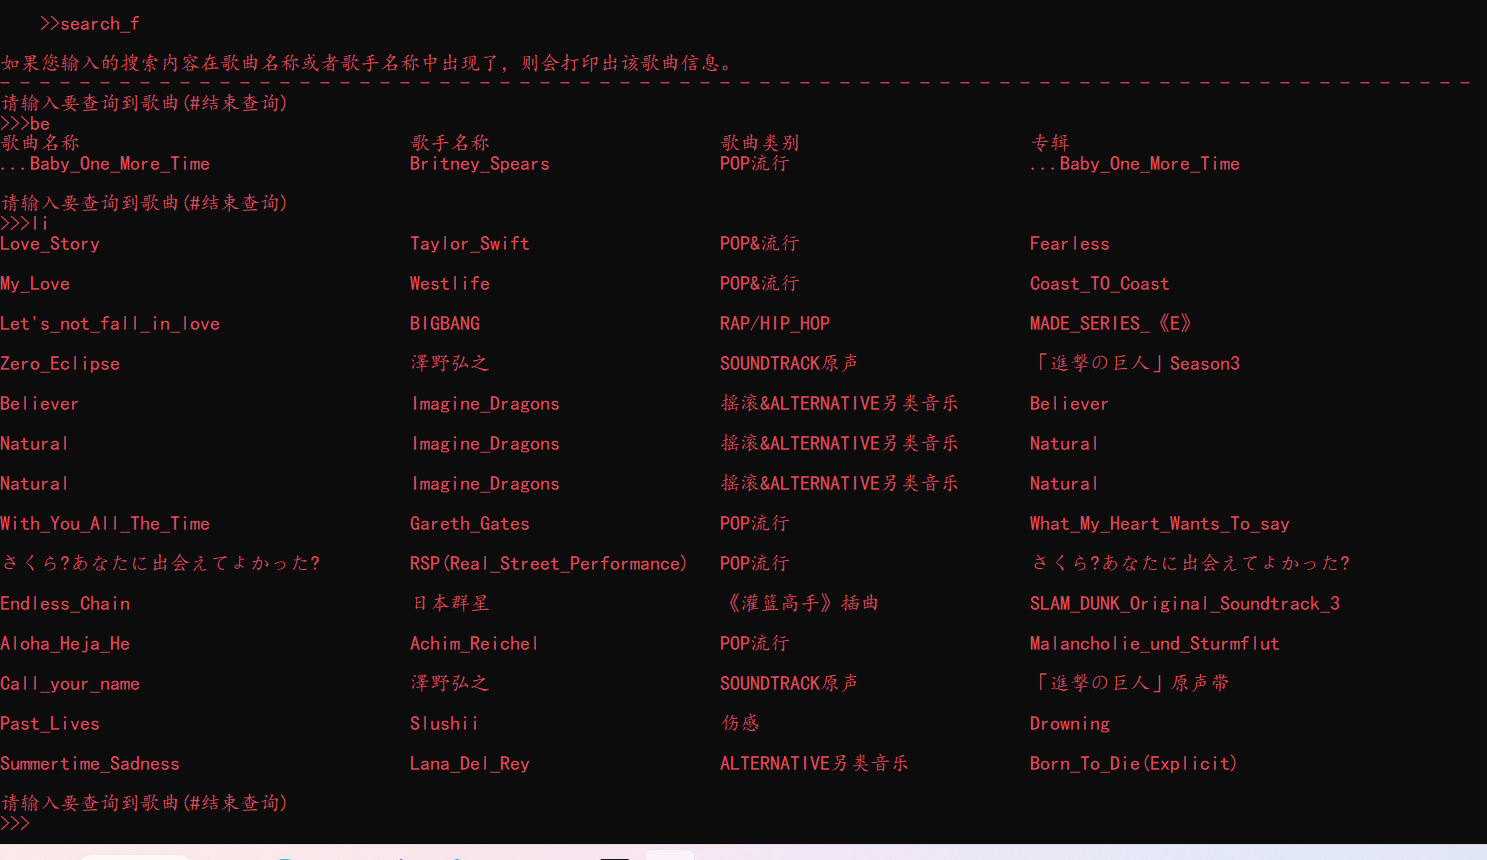 >>search_f
如果您输入的搜索内容在歌曲名称或者歌手名称中出现了，则会打印出该歌曲信息。
- - - - - - - - - - - - - - - - - - - - - - - - - - - - - - - - - - - - - - - - - - - - - - - - - - - - - - - - - - - - - - - - - - - - - - - - - -
请输入要查询到歌曲(#结束查询)
>>>be
歌曲名称 歌手名称 歌曲类别 专辑
...Baby_One_More_Time Britney_Spears POP流行 ...Baby_One_More_Time
请输入要查询到歌曲(#结束查询)
>>>li
Love_Story Taylor_Swift POP&流行 Fearless
My_Love Westlife POP&流行 Coast_TO_Coast
Let's_not_fall_in_love BIGBANG RAP/HIP_HOP MADE_SERIES_《E》
Zero_Eclipse 澤野弘之 SOUNDTRACK原声 「進撃の巨人」Season3
Believer Imagine_Dragons 摇滚&ALTERNATIVE另类音乐 Believer
Natural Imagine_Dragons 摇滚&ALTERNATIVE另类音乐 Natural
Natural Imagine_Dragons 摇滚&ALTERNATIVE另类音乐 Natural
With_You_All_The_Time Gareth_Gates POP流行 What_My_Heart_Wants_To_say
さくら?あなたに出会えてよかった? RSP(Real_Street_Performance) POP流行 さくら?あなたに出会えてよかった?
Endless_Chain 日本群星 《灌篮高手》插曲 SLAM_DUNK_Original_Soundtrack_3
Aloha_Heja_He Achim_Reichel POP流行 Malancholie_und_Sturmflut
Call_your_name 澤野弘之 SOUNDTRACK原声 「進撃の巨人」原声带
Past_Lives Slushii 伤感 Drowning
Summertime_Sadness Lana_Del_Rey ALTERNATIVE另类音乐 Born_To_Die(Explicit)
请输入要查询到歌曲(#结束查询)
>>>